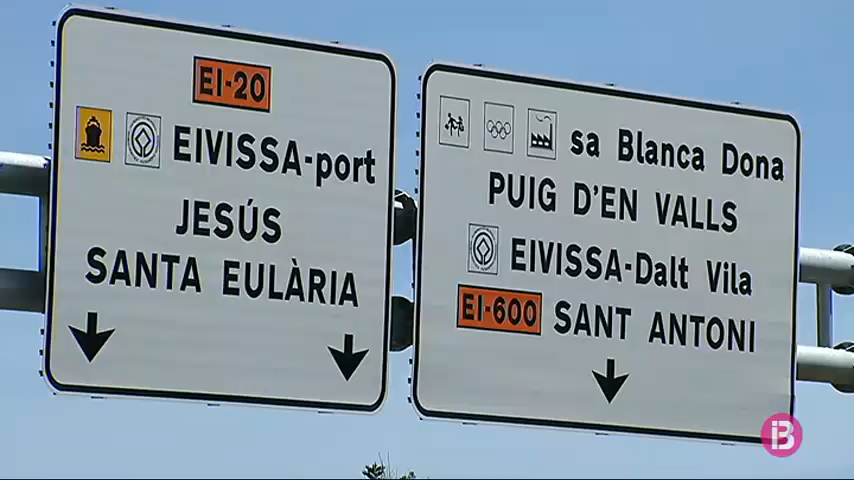 EI-20
EIVISSA-port
JESÚS
SANTA EULÀRIA
sa Blanca Dona
PUIG D'EN VALLS
EIVISSA-Dalt Vila
EI-600 SANT ANTONI